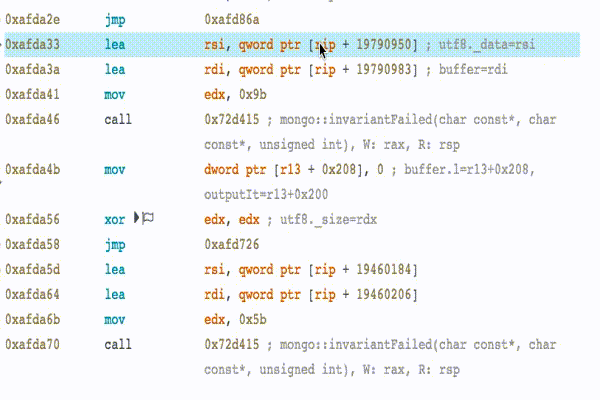 0xafda2e jmp 0xafd86a
0xafda33 lea rsi, qword ptr [rip + 19790950] ; utf8._data=rsi
0xafda3a lea rdi, qword ptr [rip + 19790983] ; buffer=rdi
0xafda41 mov edx, 0x9b
0xafda46 call 0x72d415 ; mongo::invariantFailed(char const*, char
const*, unsigned int), W: rax, R: rsp
0xafda4b mov dword ptr [r13 + 0x208], 0 ; buffer.l=r13+0x208,
outputIt=r13+0x200
0xafda56 xor edx, edx ; utf8._size=rdx
0xafda58 jmp 0xafd726
0xafda5d lea rsi, qword ptr [rip + 19460184]
0xafda64 lea rdi, qword ptr [rip + 19460206]
0xafda6b mov edx, 0x5b
0xafda70 call 0x72d415 ; mongo::invariantFailed(char const*, char
const*, unsigned int), W: rax, R: rsp